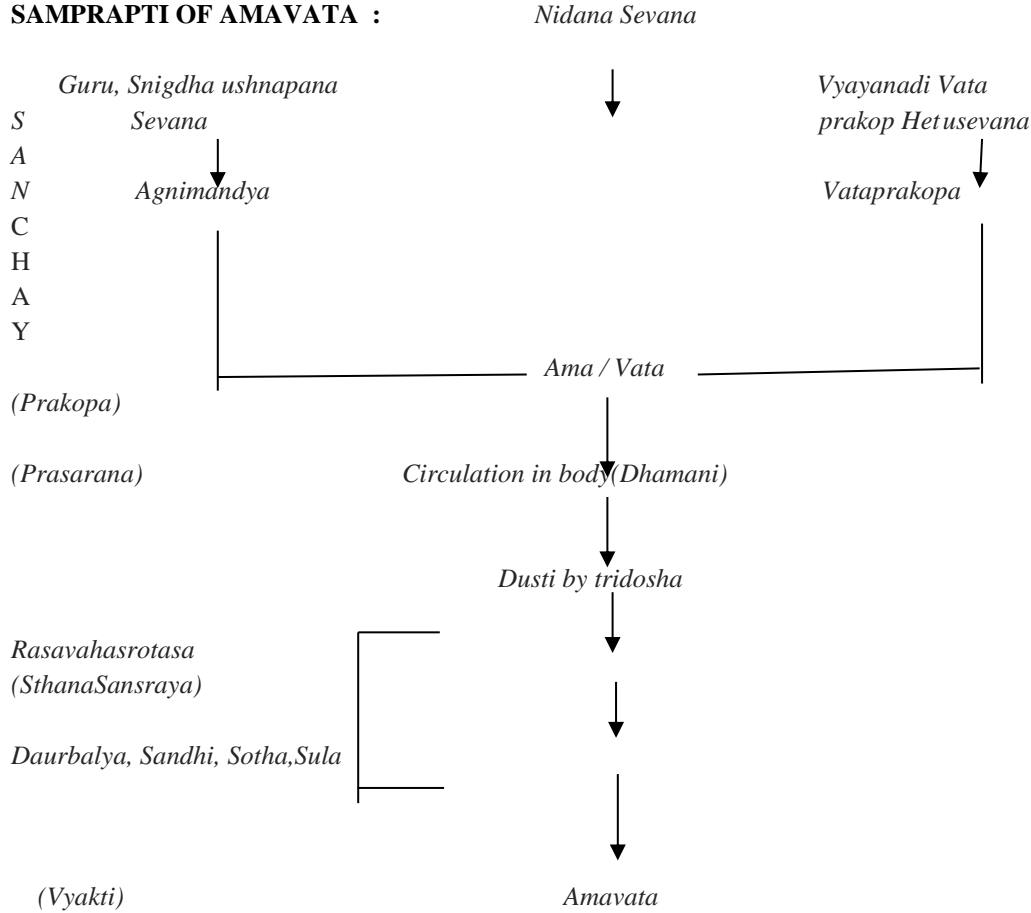 SAMPRAPTI OF AMAVATA : Nidana Sevana
Guru, Snigdha ushnapana Vyayanadi Vata
S Sevana prakop Hetusevana
A
N Agnimandya Vataprakopa
C
H
A
Y
Ama / Vata
(Prakopa)
(Prasarana) Circulation in body(Dhamani)
Dusti by tridosha
Rasavahasrotasa
(SthanaSansraya)
Daurbalya, Sandhi, Sotha,Sula
(Vyakti) Amavata